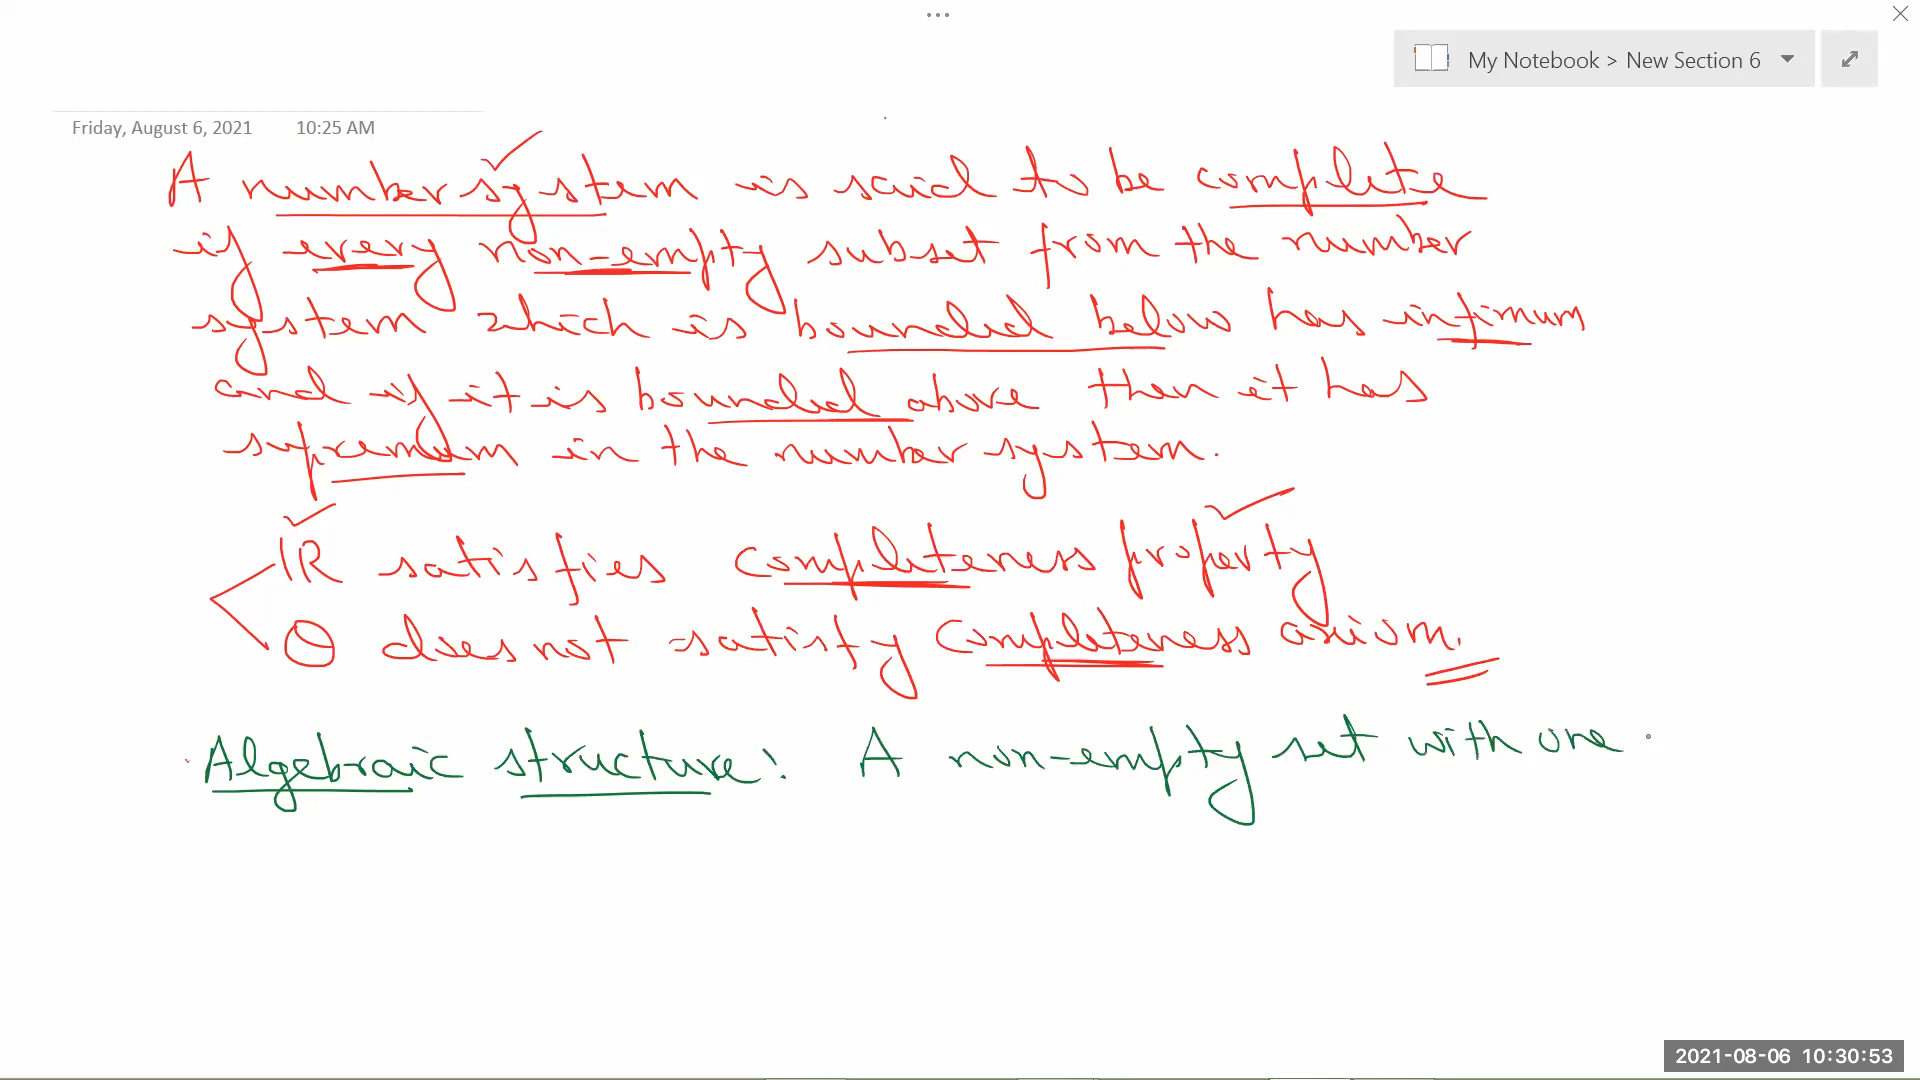 My Notebook > New Section 6
Friday, August 6, 2021 10:25 AM
A number system is said to be complete
if every non-empty subset from the number
system which is bounded below has infimum
and if it is bounded above then it has
supremum in the number system.
ℝ satisfies completeness property
Q does not satisfy completeness axiom.
Algebraic structure: A non-empty set with one
2021-08-06 10:30:53